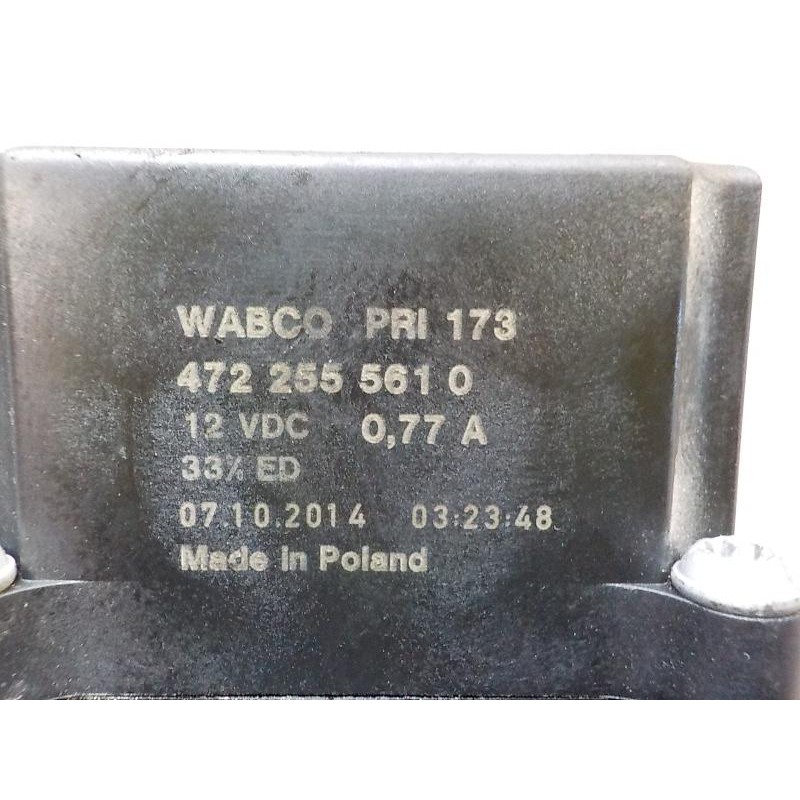 WABCO PRI 173
472 255 561 0
12 VDC 0,77 A
33% ED
07.10.2014 03:23:48
Made in Poland